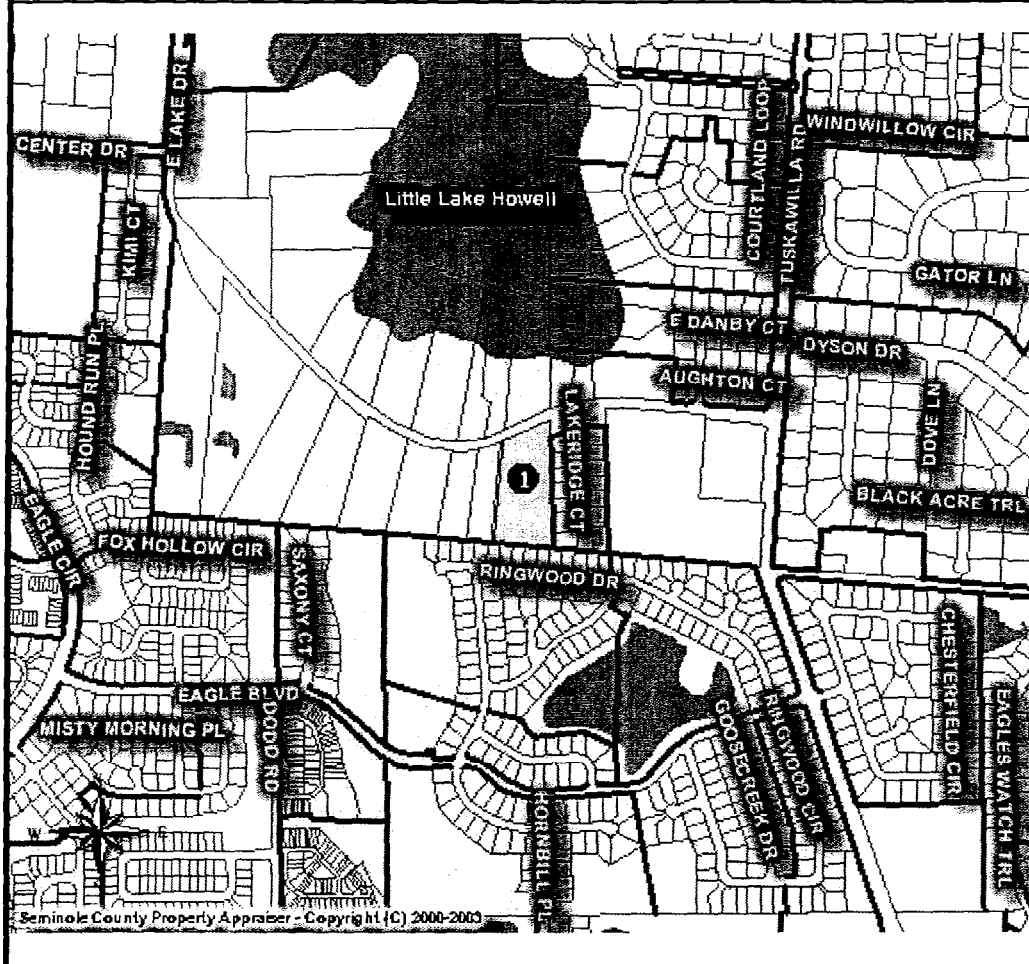 E LAKE DR
CENTER DR
KIMI CT
HOUND RUN PL
Little Lake Howell
COURTLAND LOOP
TUSKAWILLA RD
WINDWILLOW CIR
GATOR LN
E DANBY CT
DYSON DR
AUGHTON CT
DOVE LN
LAKERIDGE CT
1
BLACK ACRE TRL
EAGLE CIR
FOX HOLLOW CIR
SAXONY CT
RINGWOOD DR
EAGLE BLVD
MISTY MORNING PL
DODD RD
GOOSECREEK DR
RINGWOOD CIR
CHESTERFIELD CIR
EAGLES WATCH TRL
HORNBILL PL
W
E
Seminole County Property Appraiser - Copyright (C) 2000-2003